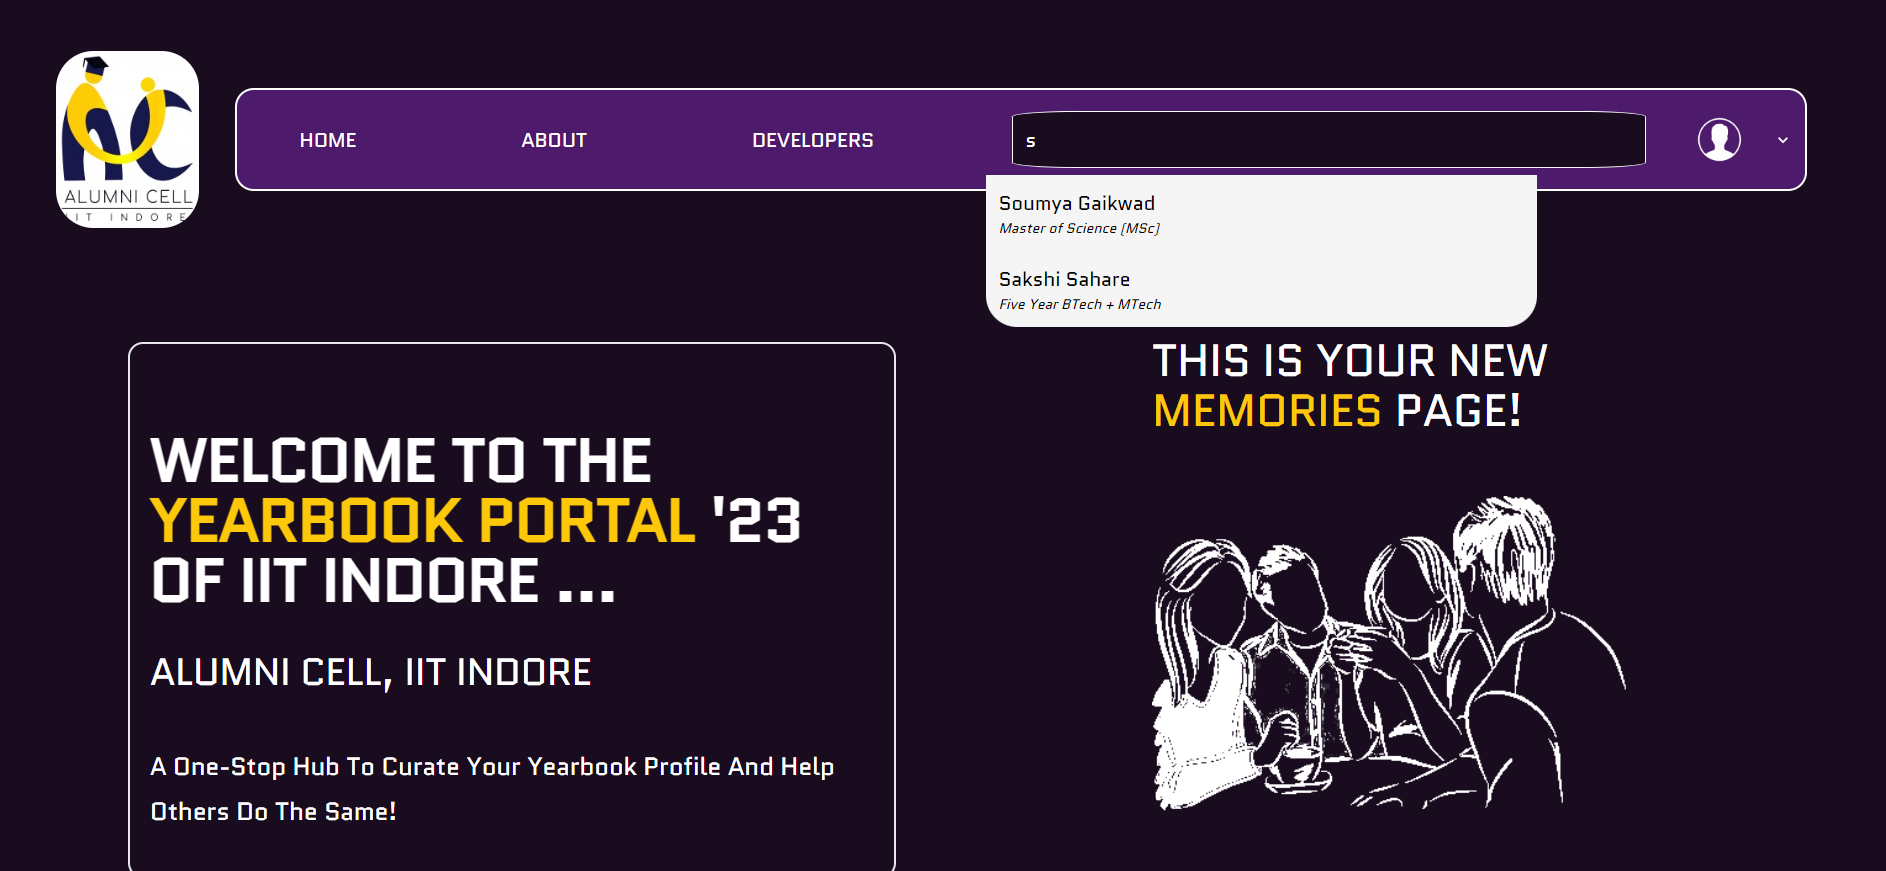 ALUMNI CELL
IIT INDORE
HOME
ABOUT
DEVELOPERS
s
Soumya Gaikwad
Master of Science (MSc)
Sakshi Sahare
Five Year BTech + MTech
WELCOME TO THE
YEARBOOK PORTAL '23
OF IIT INDORE ...
ALUMNI CELL, IIT INDORE
A One-Stop Hub To Curate Your Yearbook Profile And Help
Others Do The Same!
THIS IS YOUR NEW
MEMORIES PAGE!